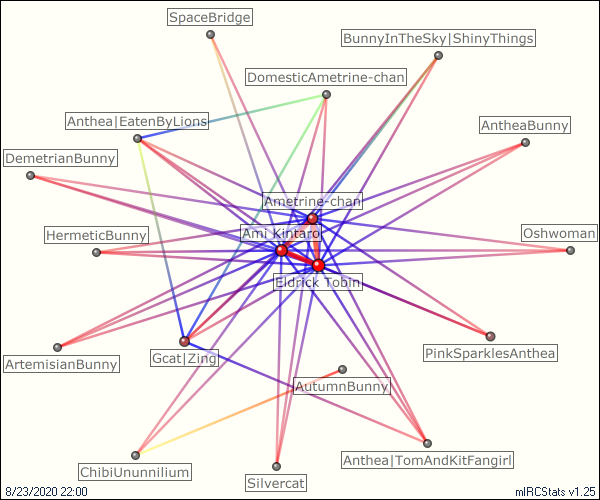 SpaceBridge
BunnyInTheSky|ShinyThings
DomesticAmetrine-chan
Anthea|EatenByLions
AntheaBunny
DemetrianBunny
Ametrine-chan
HermeticBunny
Ami Kintaro
Oshwoman
Eldrick Tobin
PinkSparklesAnthea
Gcat|Zing
ArtemisianBunny
AutumnBunny
Anthea|TomAndKitFangirl
ChibiUnunnilium
Silvercat
8/23/2020 22:00
mIRCStats v1.25